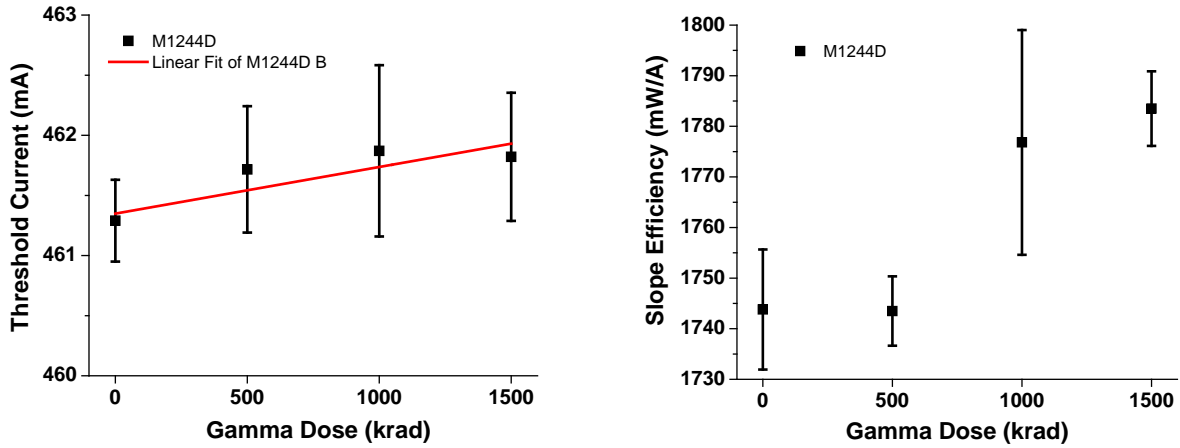 463
462
461
460
Threshold Current (mA)
M1244D
Linear Fit of M1244D B
0 500 1000 1500
Gamma Dose (krad)
1800
1790
1780
1770
1760
1750
1740
1730
Slope Efficiency (mW/A)
M1244D
0 500 1000 1500
Gamma Dose (krad)